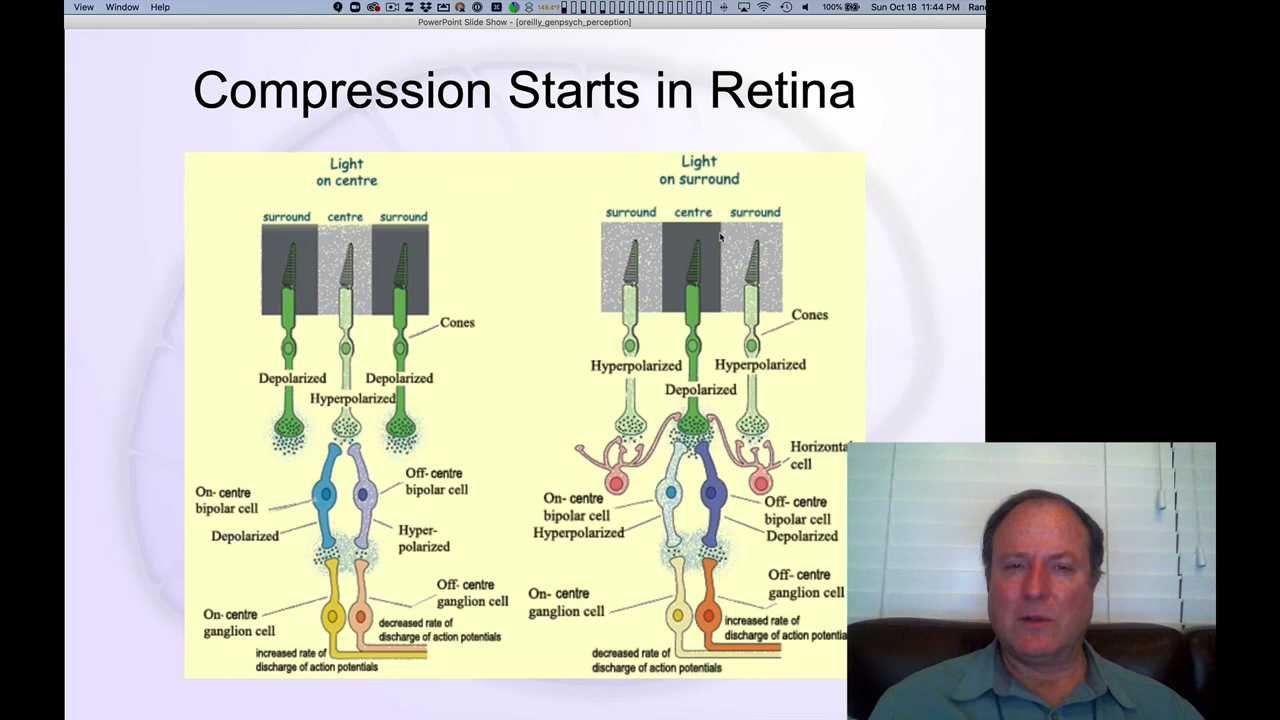 View Window Help 149.4°F 100% Sun Oct 18 11:44 PM Rand
PowerPoint Slide Show - [oreilly_genpsych_perception]
Compression Starts in Retina
Light
on centre
surround centre surround
Cones
Depolarized Depolarized
Hyperpolarized
On- centre
bipolar cell
Depolarized
Off- centre
bipolar cell
Hyper-
polarized
On- centre
ganglion cell
Off- centre
ganglion cell
decreased rate of
discharge of action potentials
increased rate of
discharge of action potentials
Light
on surround
surround centre surround
Cones
Hyperpolarized Hyperpolarized
Depolarized
Horizontal
cell
On- centre
bipolar cell
Hyperpolarized
Off- centre
bipolar cell
Depolarized
On- centre
ganglion cell
Off- centre
ganglion cell
increased rate of
discharge of action potentia
decreased rate of
discharge of action potentials